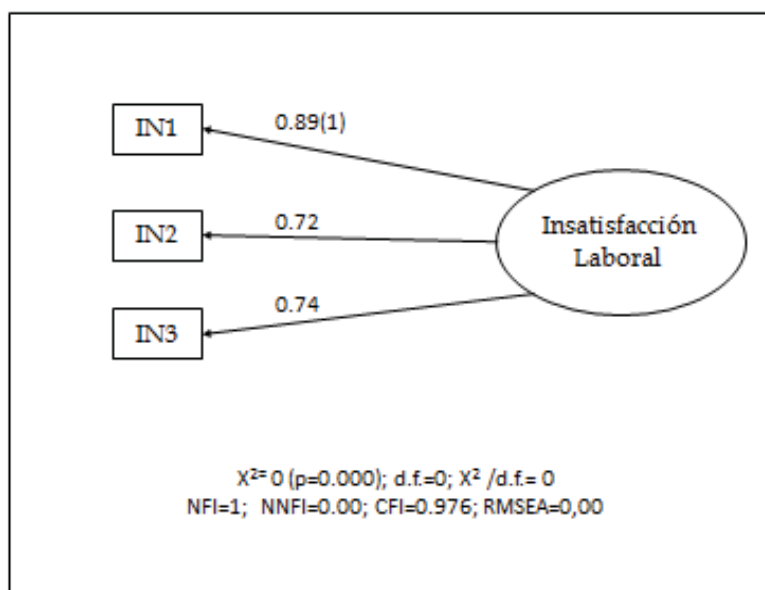 IN1
0.89(1)
IN2
0.72
IN3
0.74
Insatisfacción
Laboral
X²⁼ 0 (p=0.000); d.f.=0; X² /d.f.= 0
NFI=1; NNFI=0.00; CFI=0.976; RMSEA=0,00